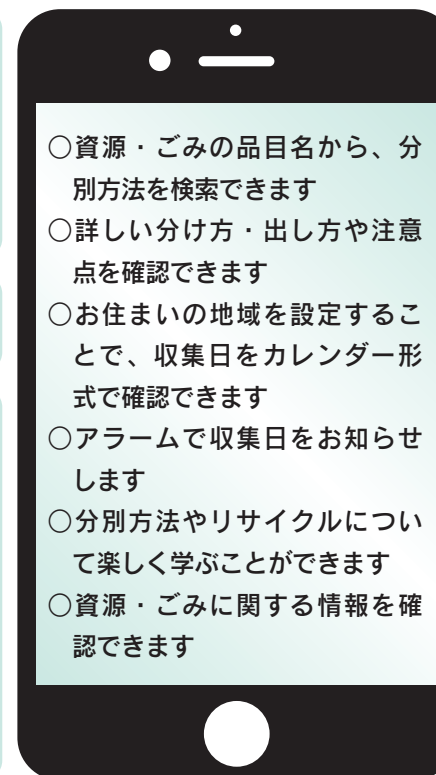 ○資源・ごみの品目名から、分
別方法を検索できます
○詳しい分け方・出し方や注意
点を確認できます
○お住まいの地域を設定するこ
とで、収集日をカレンダー形
式で確認できます
○アラームで収集日をお知らせ
します
○分別方法やリサイクルについ
て楽しく学ぶことができます
○資源・ごみに関する情報を確
認できます